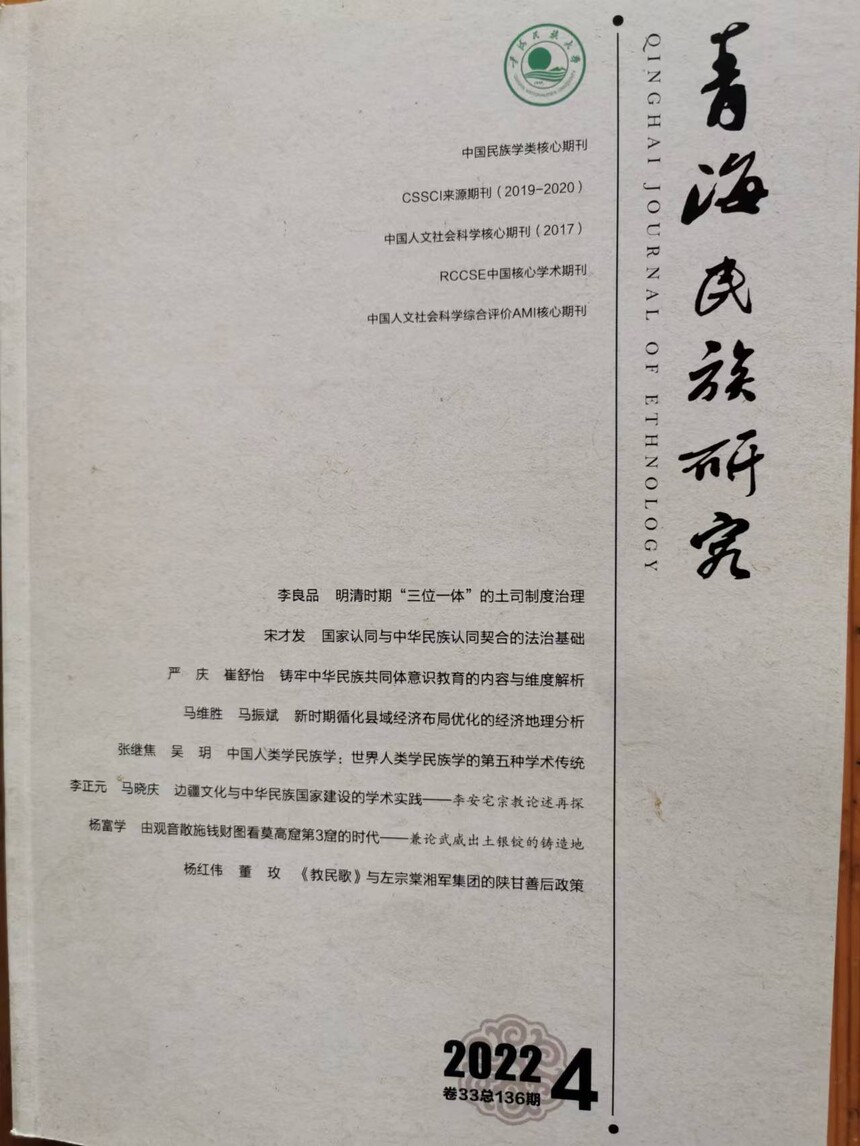 青海民族研究
QINGHAI JOURNAL OF ETHNOLOGY
青海民族大学
中国民族学类核心期刊
CSSCI来源期刊（2019-2020）
中国人文社会科学核心期刊（2017）
RCCSE中国核心学术期刊
中国人文社会科学综合评价AMI核心期刊
李良品 明清时期“三位一体”的土司制度治理
宋才发 国家认同与中华民族认同契合的法治基础
严 庆 崔舒怡 铸牢中华民族共同体意识教育的内容与维度解析
马维胜 马振斌 新时期循化县域经济布局优化的经济地理分析
张继焦 吴 玥 中国人类学民族学：世界人类学民族学的第五种学术传统
李正元 马晓庆 边疆文化与中华民族国家建设的学术实践——李安宅宗教论述再探
杨富学 由观音散施钱财图看莫高窟第3窟的时代——兼论武威出土银锭的铸造地
杨红伟 董 玫 《教民歌》与左宗棠湘军集团的陕甘善后政策
2022 4
卷33总136期